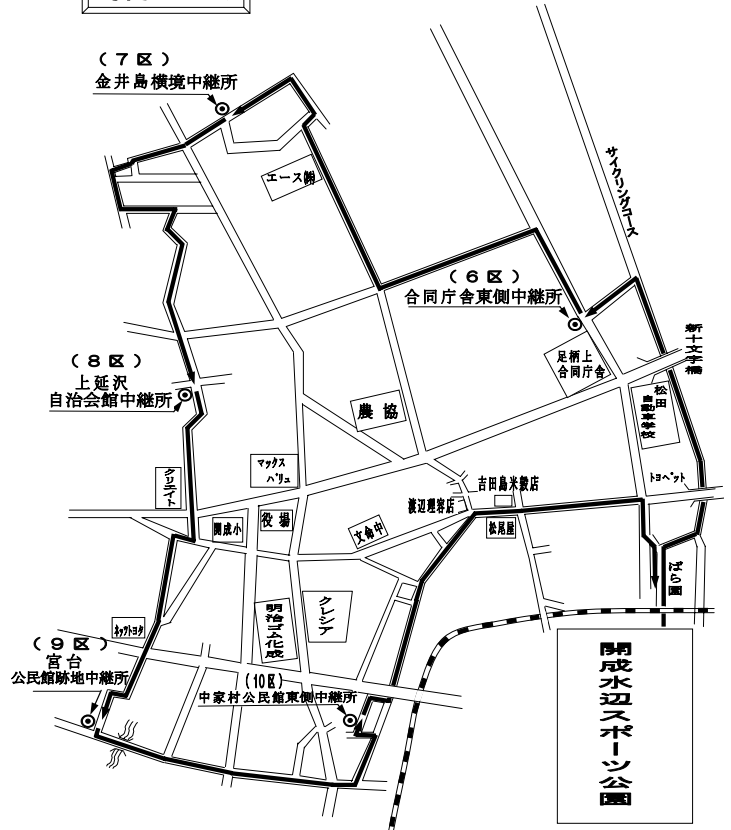 (7区)
金井島横境中継所
エース㈱
サイクリングコース
(6区)
合同庁舎東側中継所
足柄上
合同庁舎
新十文字橋
松田
自動車学校
(8区)
上延沢
自治会館中継所
農協
マックス
バリュ
クリエイト
吉田島米穀店
トヨペット
渡辺理容店
役場
開成小
文命中
松尾屋
ばら園
ネッツトヨタ
明治ゴム化成
クレシア
(9区)
宮台
公民館跡地中継所
(10区)
中家村公民館東側中継所
開成水辺スポーツ公園